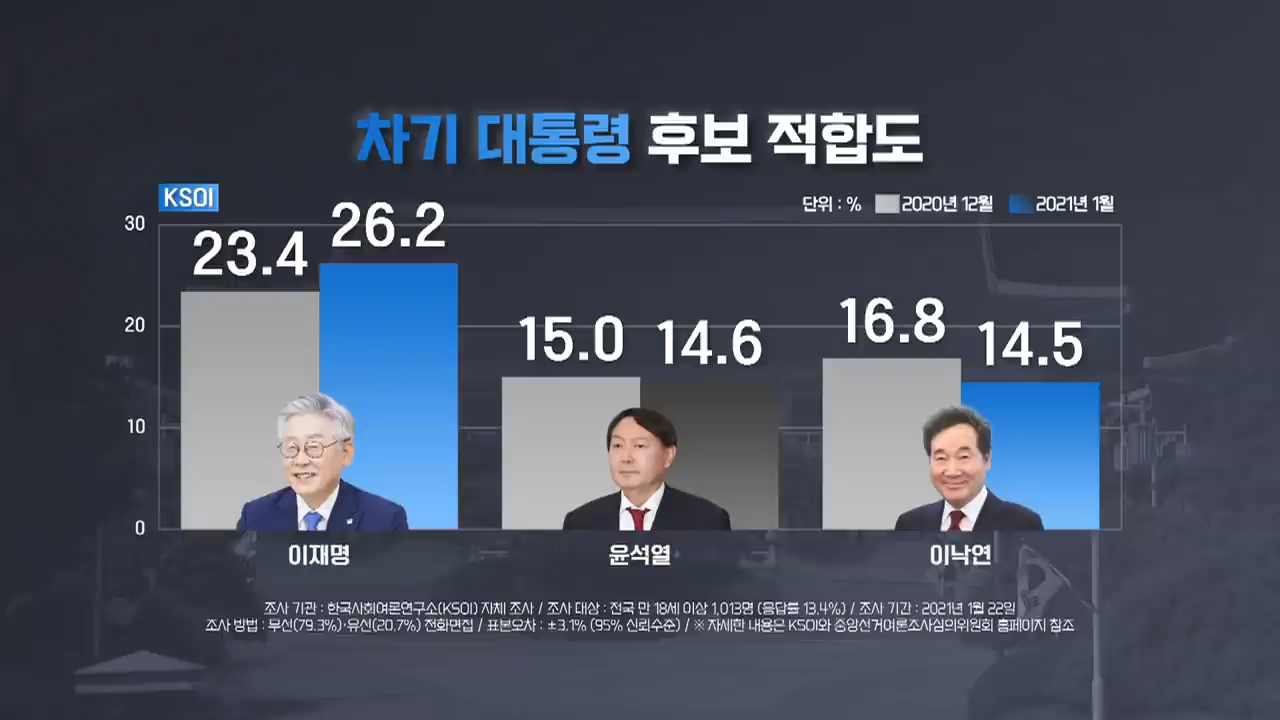 차기 대통령 후보 적합도
KSOI
단위 : % 2020년 12월 2021년 1월
30
20
10
0
23.4
26.2
15.0
14.6
16.8
14.5
이재명
윤석열
이낙연
조사 기관 : 한국사회여론연구소(KSOI) 자체 조사 / 조사 대상 : 전국 만 18세 이상 1,013명 (응답률 13.4%) / 조사 기간 : 2021년 1월 22일
조사 방법 : 무선(79.3%)·유선(20.7%) 전화면접 / 표본오차 : ±3.1% (95% 신뢰수준) / ※ 자세한 내용은 KSOI와 중앙선거여론조사심의위원회 홈페이지 참조